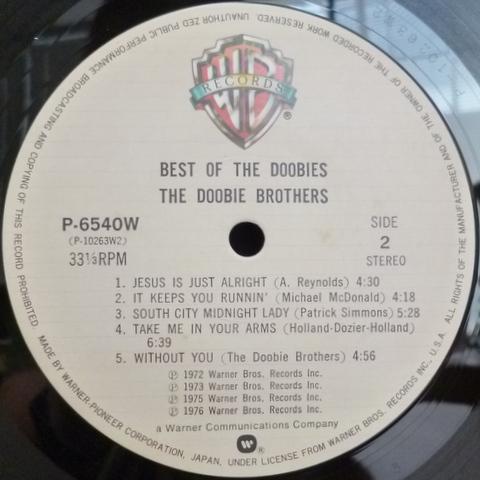 WB
RECORDS
®
BEST OF THE DOOBIES
THE DOOBIE BROTHERS
P-6540W
(P-10263W2)
33⅓RPM
SIDE
2
STEREO
1. JESUS IS JUST ALRIGHT (A. Reynolds) 4:30
2. IT KEEPS YOU RUNNIN' (Michael McDonald) 4:18
3. SOUTH CITY MIDNIGHT LADY (Patrick Simmons) 5:28
4. TAKE ME IN YOUR ARMS (Holland-Dozier-Holland)
6:39
5. WITHOUT YOU (The Doobie Brothers) 4:56
℗ 1972 Warner Bros. Records Inc.
℗ 1973 Warner Bros. Records Inc.
℗ 1975 Warner Bros. Records Inc.
℗ 1976 Warner Bros. Records Inc.
a Warner Communications Company
®
MADE BY WARNER-PIONEER CORPORATION, JAPAN, UNDER LICENSE FROM WARNER BROS. RECORDS INC., U.S.A. ALL RIGHTS OF THE MANUFACTURER AND OF THE OWNER OF THE RECORDED WORK RESERVED. UNAUTHORIZED PUBLIC PERFORMANCE BROADCASTING AND COPYING OF THIS RECORD PROHIBITED.